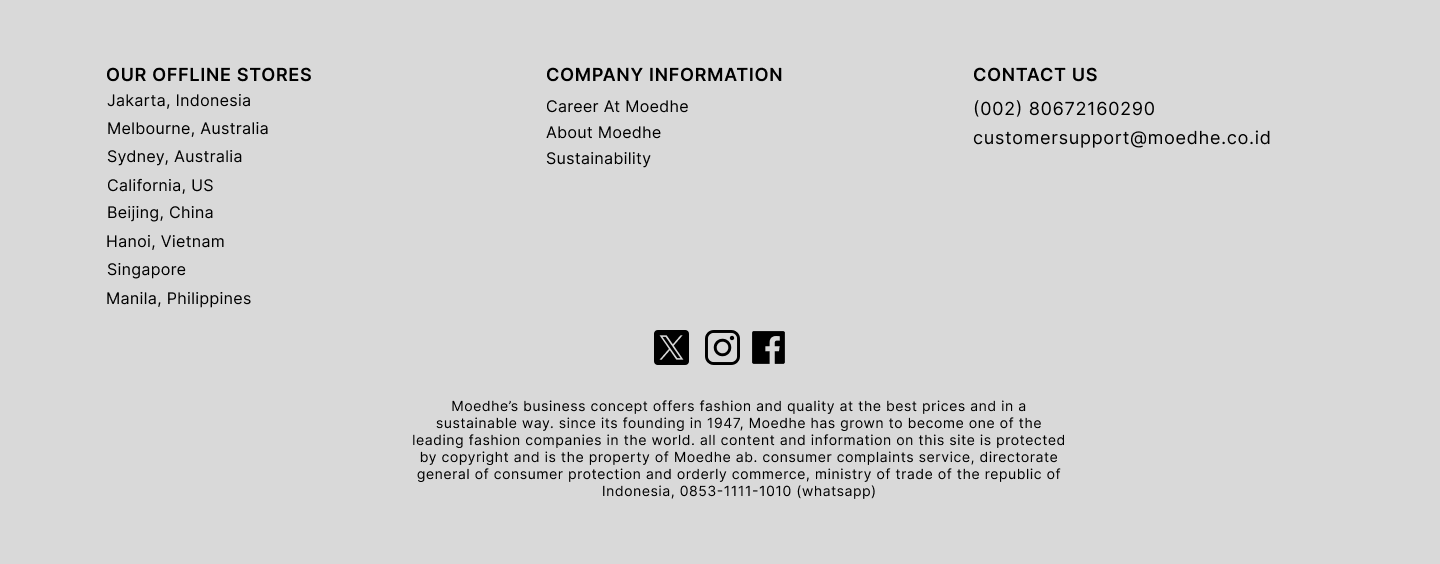 OUR OFFLINE STORES
Jakarta, Indonesia
Melbourne, Australia
Sydney, Australia
California, US
Beijing, China
Hanoi, Vietnam
Singapore
Manila, Philippines
COMPANY INFORMATION
Career At Moedhe
About Moedhe
Sustainability
CONTACT US
(002) 80672160290
customersupport@moedhe.co.id
Moedhe’s business concept offers fashion and quality at the best prices and in a
sustainable way. since its founding in 1947, Moedhe has grown to become one of the
leading fashion companies in the world. all content and information on this site is protected
by copyright and is the property of Moedhe ab. consumer complaints service, directorate
general of consumer protection and orderly commerce, ministry of trade of the republic of
Indonesia, 0853-1111-1010 (whatsapp)